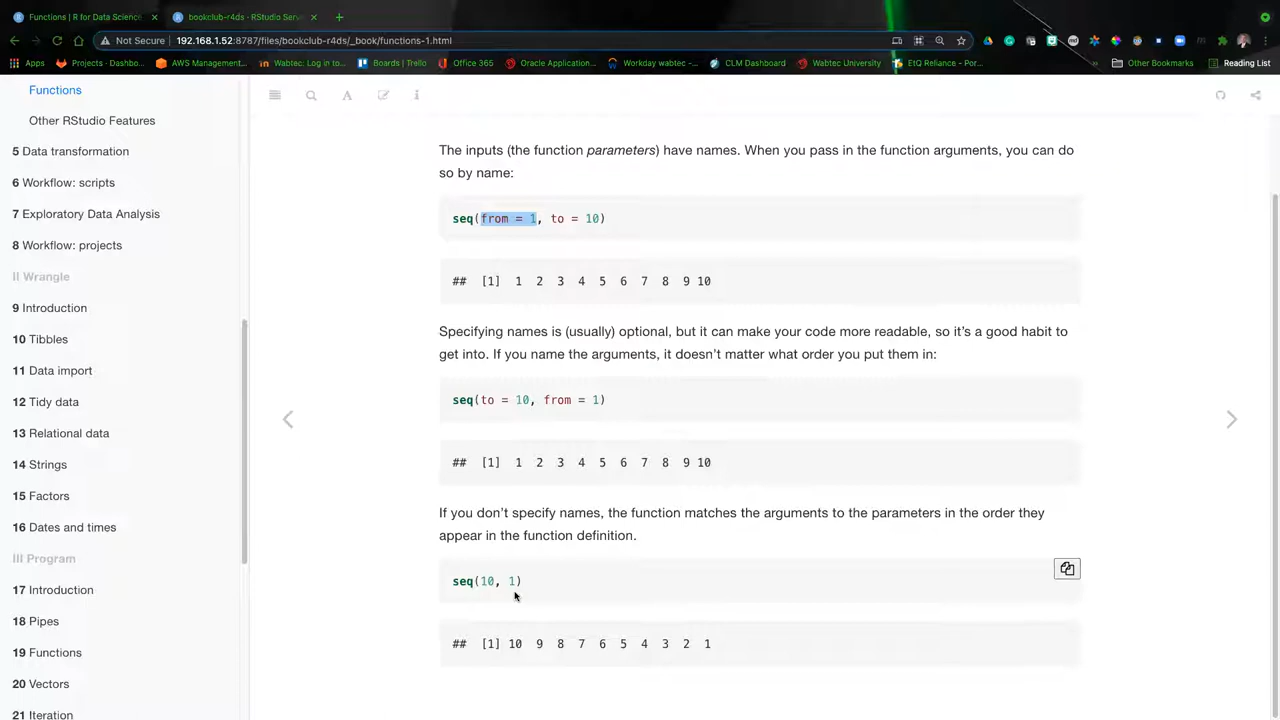 Functions | R for Data Science
bookclub-r4ds - RStudio Serve
Not Secure 192.168.1.52:8787/files/bookclub-r4ds/_book/functions-1.html
Apps Projects · Dashbo... AWS Management... Wabtec: Log in to... Boards | Trello Office 365 Oracle Application... Workday wabtec -... CLM Dashboard Wabtec University EtQ Reliance - Por... Other Bookmarks Reading List
Functions
Other RStudio Features
5 Data transformation
6 Workflow: scripts
7 Exploratory Data Analysis
8 Workflow: projects
II Wrangle
9 Introduction
10 Tibbles
11 Data import
12 Tidy data
13 Relational data
14 Strings
15 Factors
16 Dates and times
III Program
17 Introduction
18 Pipes
19 Functions
20 Vectors
21 Iteration
The inputs (the function parameters) have names. When you pass in the function arguments, you can do
so by name:
seq(from = 1, to = 10)
## [1] 1 2 3 4 5 6 7 8 9 10
Specifying names is (usually) optional, but it can make your code more readable, so it's a good habit to
get into. If you name the arguments, it doesn't matter what order you put them in:
seq(to = 10, from = 1)
## [1] 1 2 3 4 5 6 7 8 9 10
If you don't specify names, the function matches the arguments to the parameters in the order they
appear in the function definition.
seq(10, 1)
## [1] 10 9 8 7 6 5 4 3 2 1